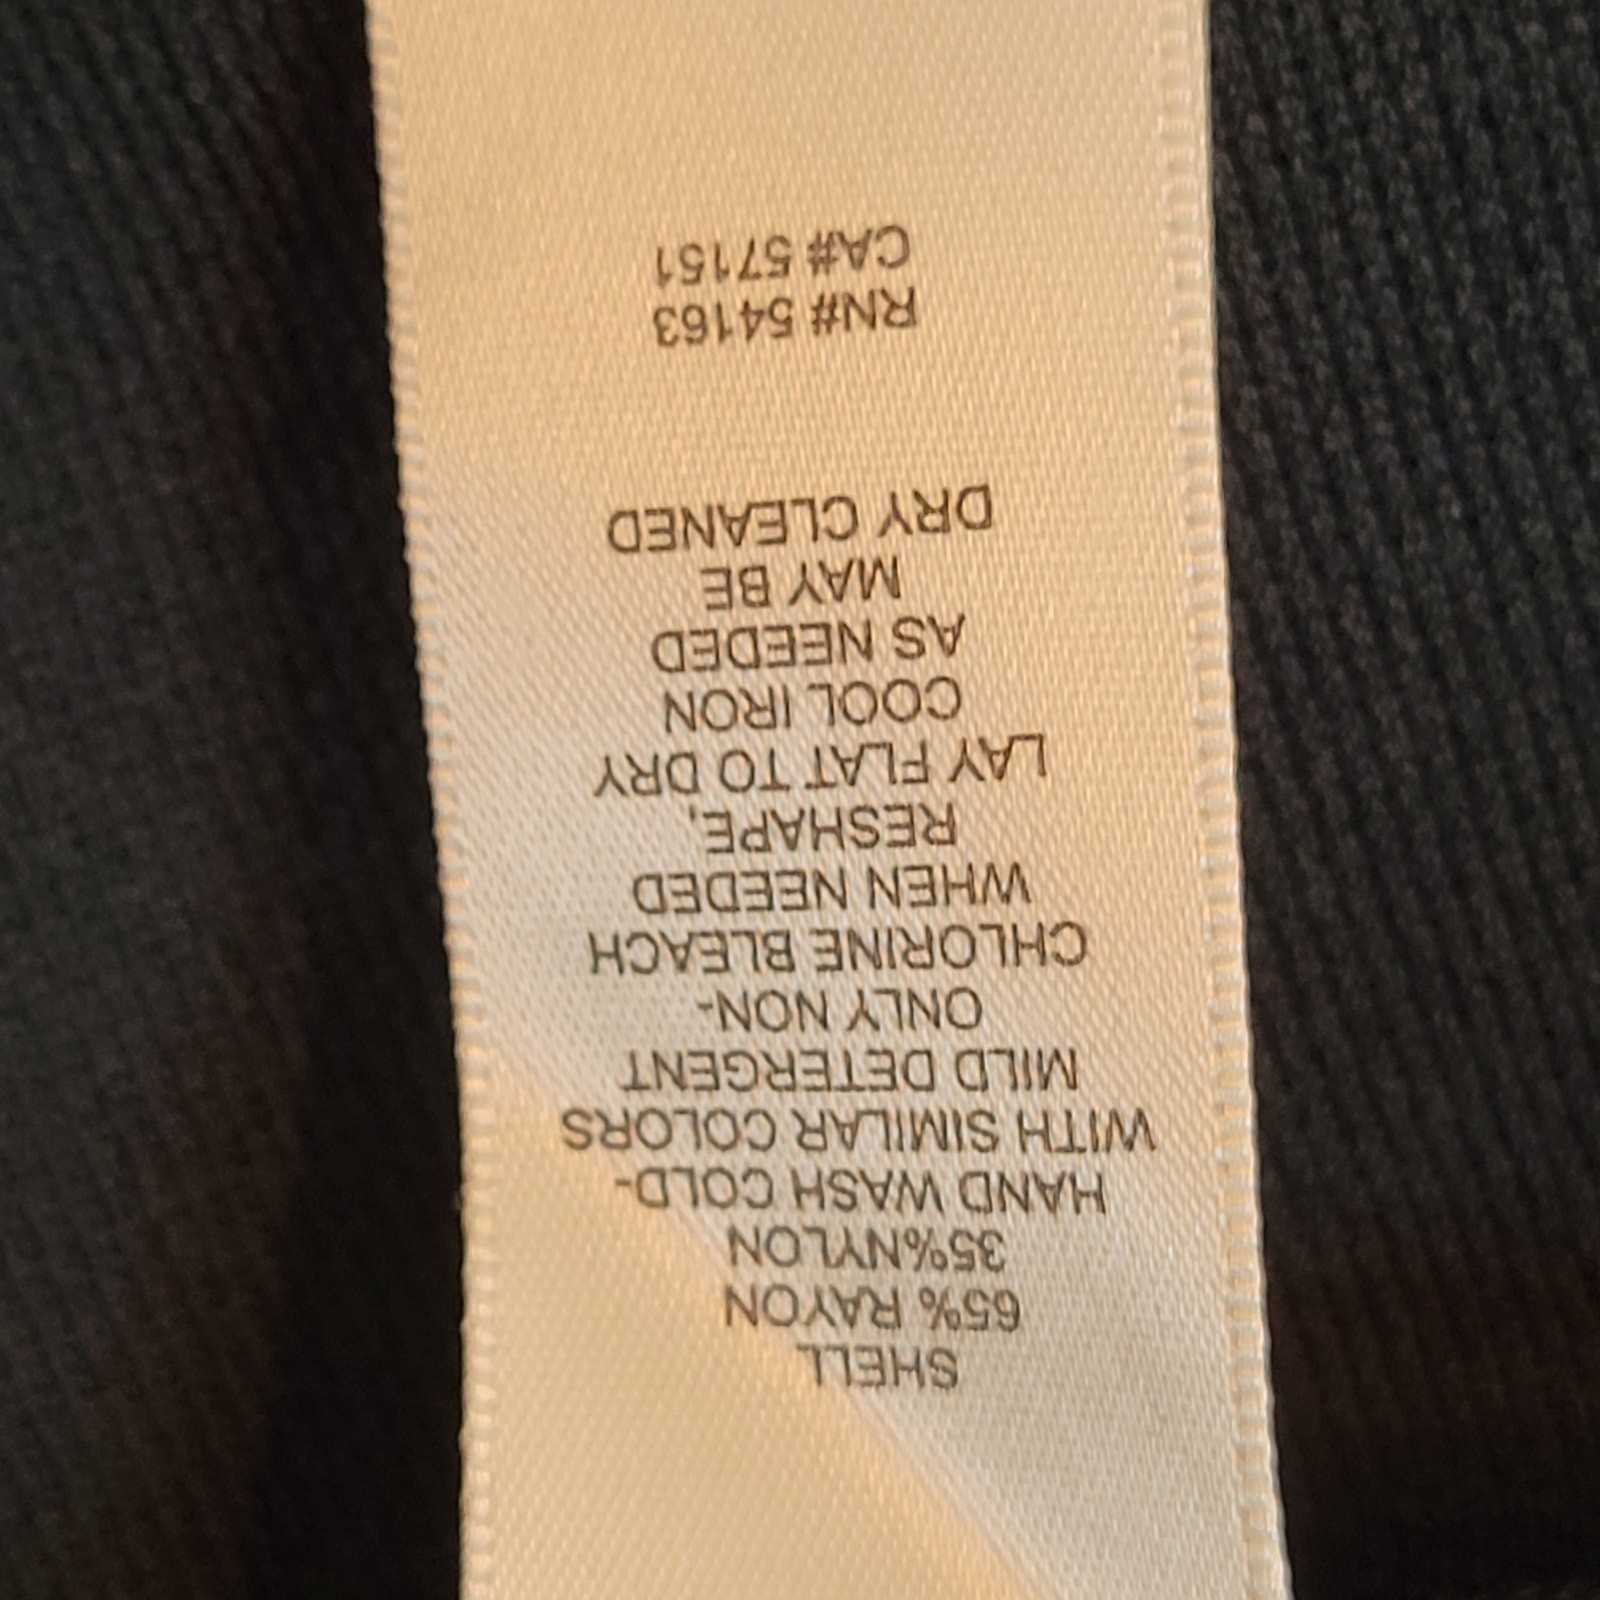 SHELL
65% RAYON
35%NYLON
HAND WASH COLD-
WITH SIMILAR COLORS
MILD DETERGENT
ONLY NON-
CHLORINE BLEACH
WHEN NEEDED
RESHAPE,
LAY FLAT TO DRY
COOL IRON
AS NEEDED
MAY BE
DRY CLEANED
RN# 54163
CA# 57151